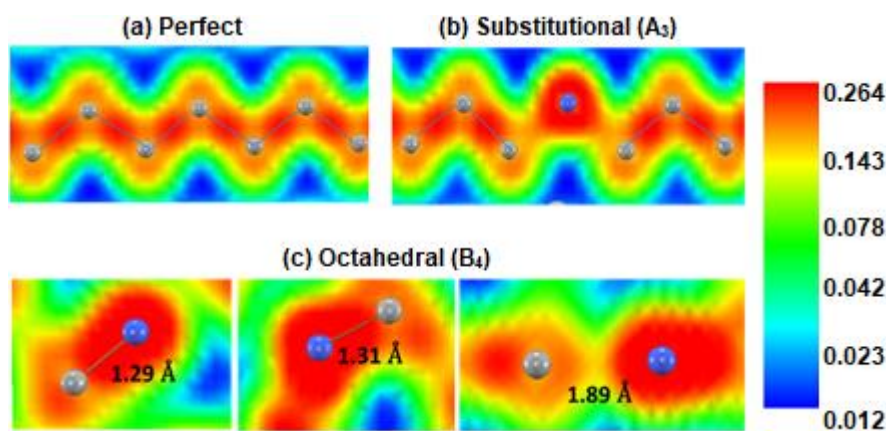 (a) Perfect
(b) Substitutional (A₃)
0.264
0.143
0.078
0.042
0.023
0.012
(c) Octahedral (B₄)
1.29 Å
1.31 Å
1.89 Å